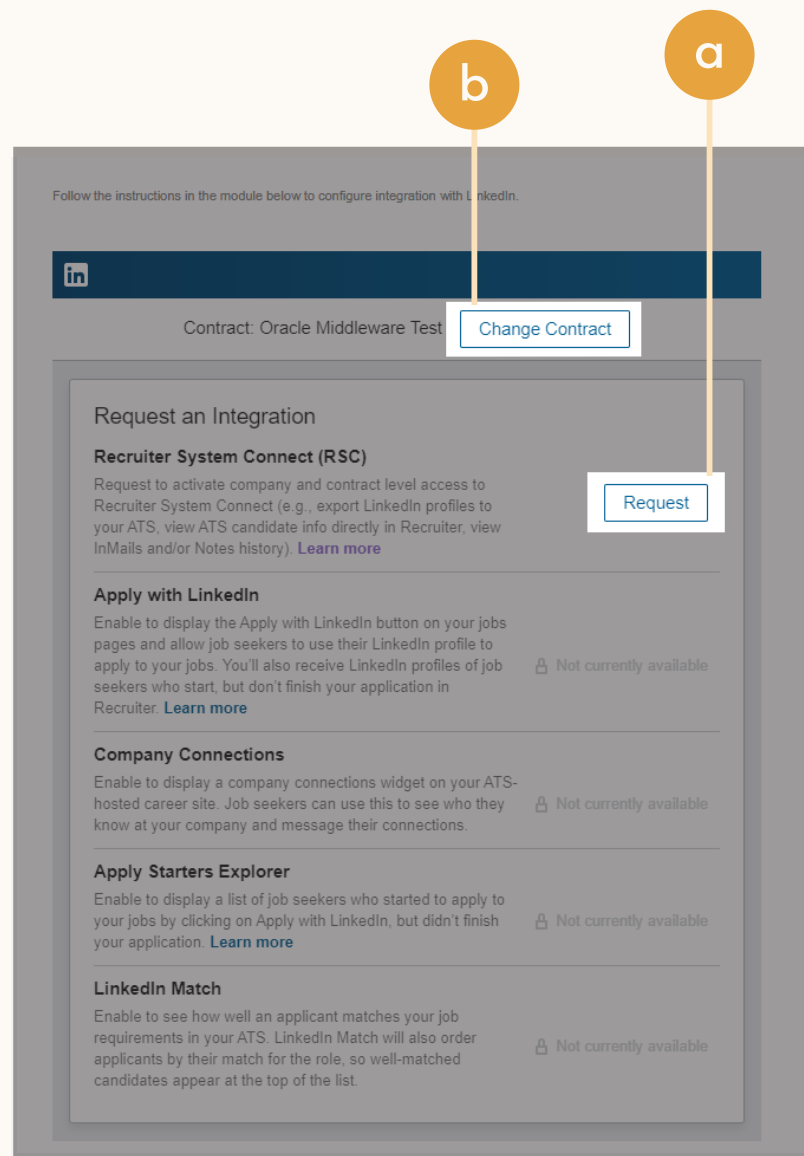 b
a
Follow the instructions in the module below to configure integration with LinkedIn.
in
Contract: Oracle Middleware Test
Change Contract
Request an Integration
Recruiter System Connect (RSC)
Request to activate company and contract level access to
Recruiter System Connect (e.g., export LinkedIn profiles to
your ATS, view ATS candidate info directly in Recruiter, view
InMails and/or Notes history). Learn more
Request
Apply with LinkedIn
Enable to display the Apply with LinkedIn button on your jobs
pages and allow job seekers to use their LinkedIn profile to
apply to your jobs. You’ll also receive LinkedIn profiles of job
seekers who start, but don’t finish your application in
Recruiter. Learn more
Not currently available
Company Connections
Enable to display a company connections widget on your ATS-
hosted career site. Job seekers can use this to see who they
know at your company and message their connections.
Not currently available
Apply Starters Explorer
Enable to display a list of job seekers who started to apply to
your jobs by clicking on Apply with LinkedIn, but didn’t finish
your application. Learn more
Not currently available
LinkedIn Match
Enable to see how well an applicant matches your job
requirements in your ATS. LinkedIn Match will also order
applicants by their match for the role, so well-matched
candidates appear at the top of the list.
Not currently available